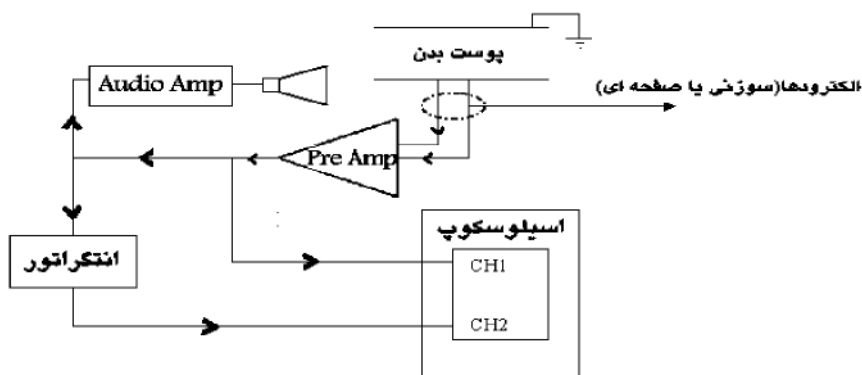 پوست بدن
Audio Amp
الکترودها(سوزنی یا صفحه ای)
Pre Amp
اسیلوسکوپ
انتگراتور
CH1
CH2